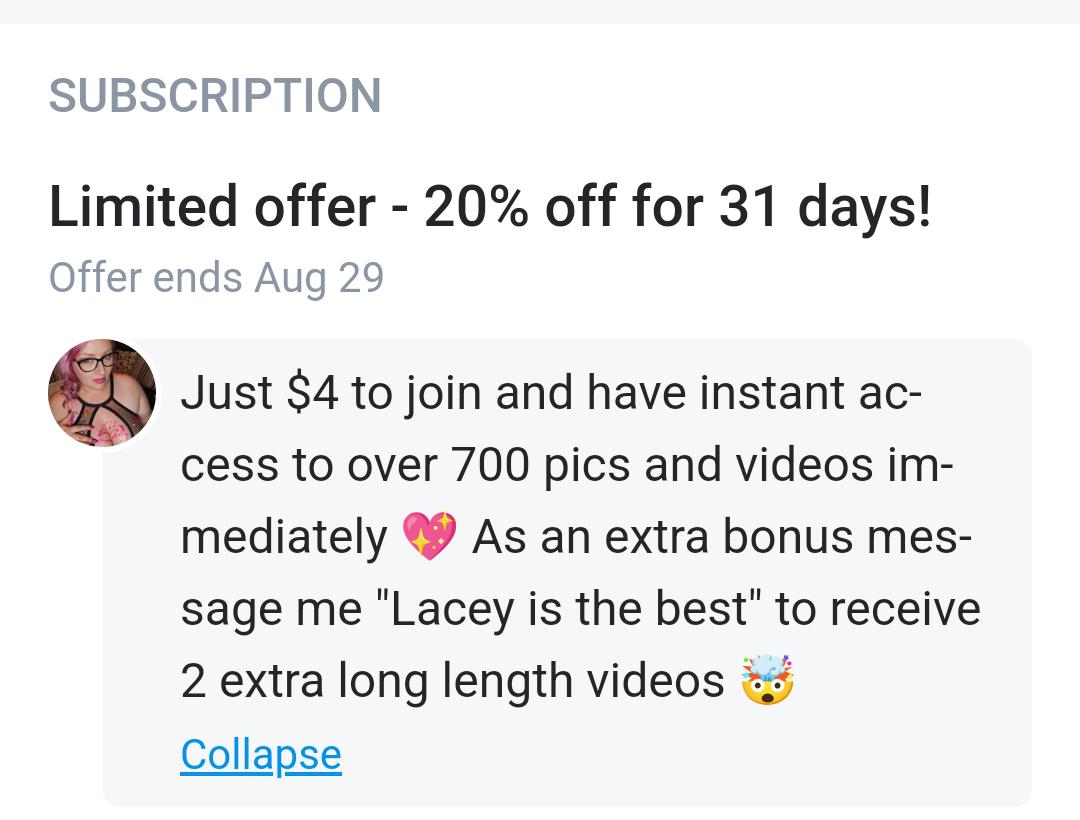 SUBSCRIPTION
Limited offer - 20% off for 31 days!
Offer ends Aug 29
Just $4 to join and have instant ac-
cess to over 700 pics and videos im-
mediately 💖 As an extra bonus mes-
sage me "Lacey is the best" to receive
2 extra long length videos 🤯
Collapse